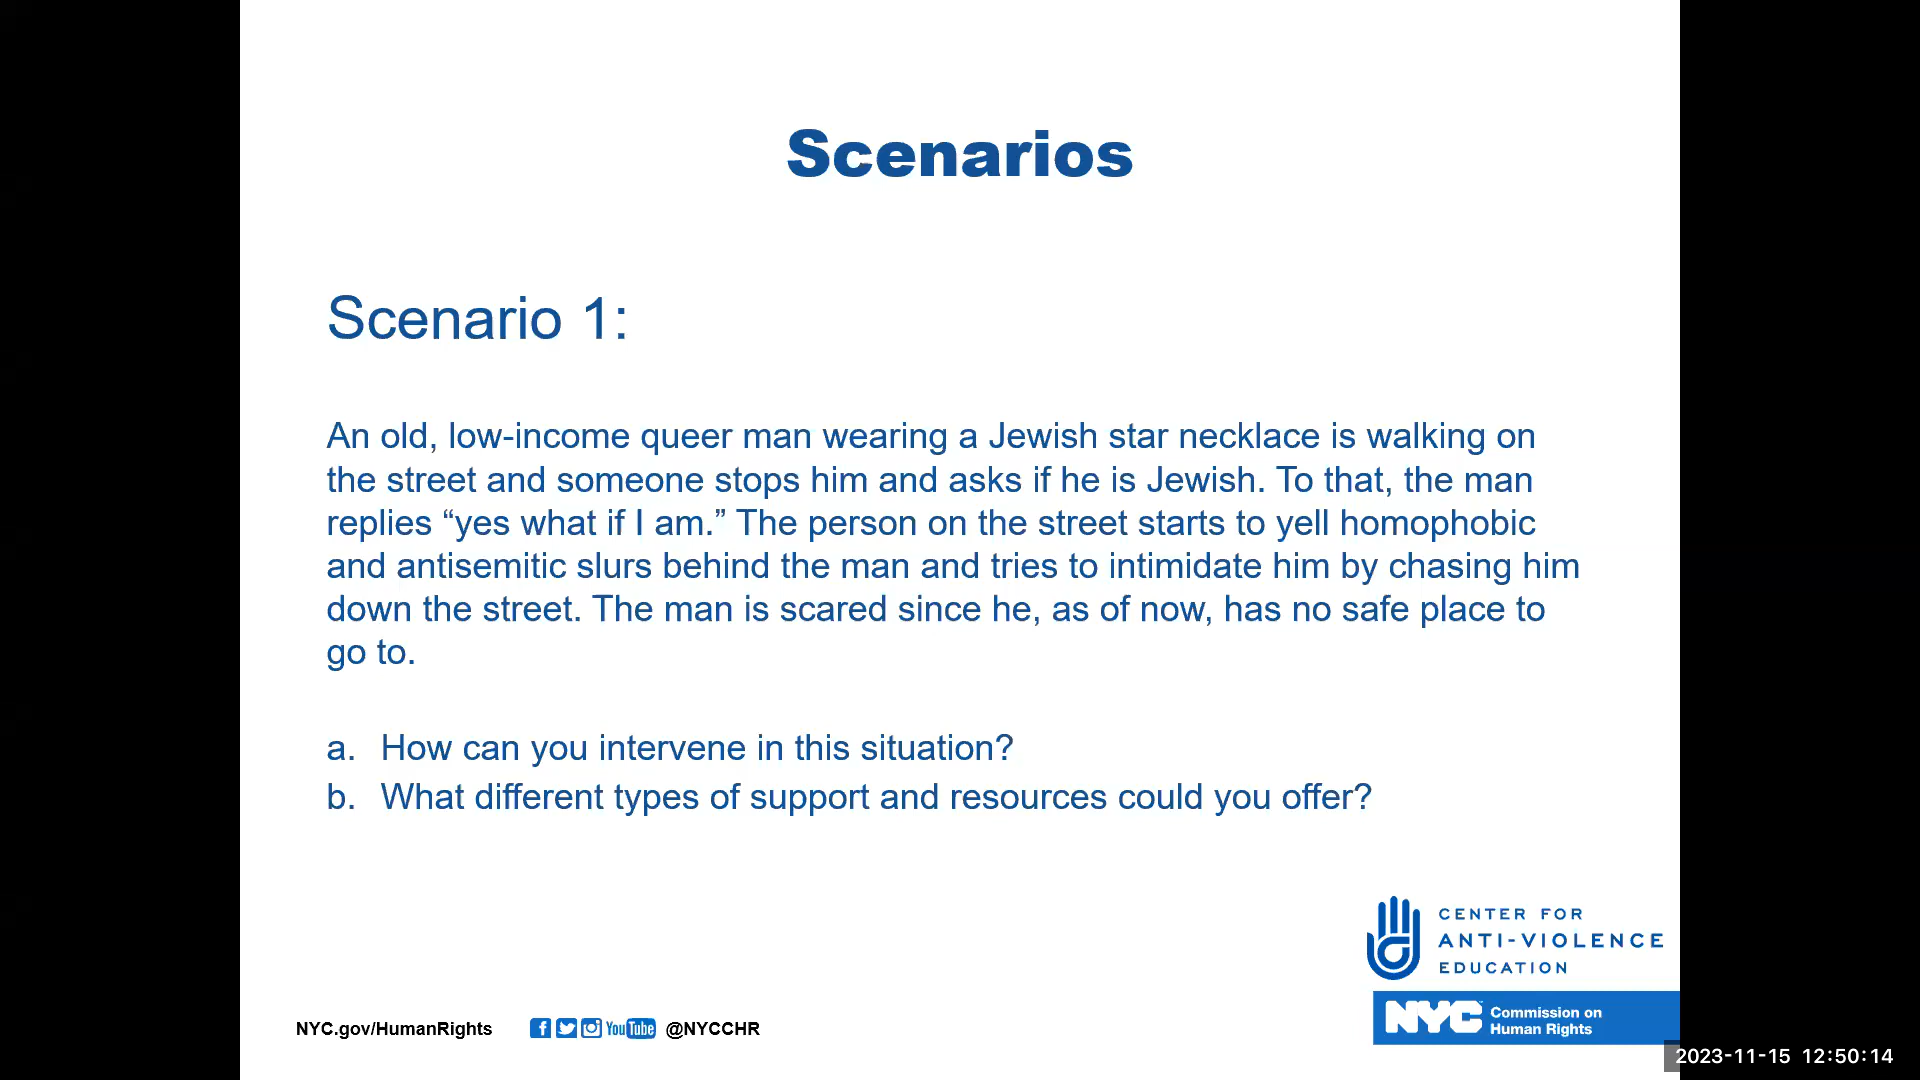 Scenarios
Scenario 1:
An old, low-income queer man wearing a Jewish star necklace is walking on
the street and someone stops him and asks if he is Jewish. To that, the man
replies “yes what if I am.” The person on the street starts to yell homophobic
and antisemitic slurs behind the man and tries to intimidate him by chasing him
down the street. The man is scared since he, as of now, has no safe place to
go to.
a. How can you intervene in this situation?
b. What different types of support and resources could you offer?
CENTER FOR
ANTI-VIOLENCE
EDUCATION
NYC.gov/HumanRights YouTube @NYCCHR
NYC Commission on
Human Rights
2023-11-15 12:50:14